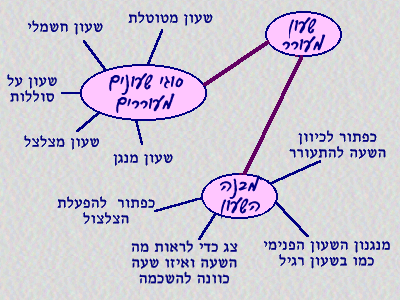 שעון
מעורר
שעון מטוטלת
שעון חשמלי
סוגי שעונים
מעוררים
שעון על
סוללות
שעון מצלצל
שעון מנגן
כפתור לכיוון
השעה להתעורר
מבנה
השעון
כפתור להפעלת
הצלצול
צג כדי לראות מה
השעה ואיזו שעה
כוונה להשכמה
מנגנון השעון הפנימי
כמו בשעון רגיל